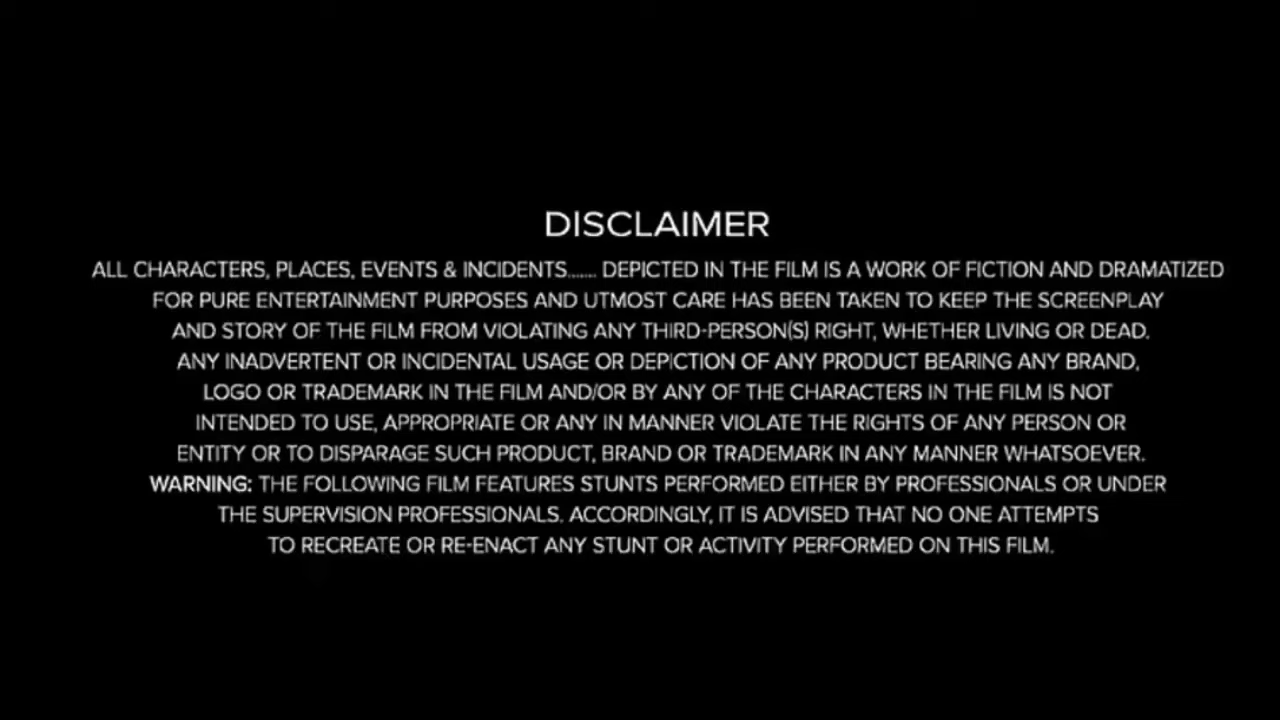 DISCLAIMER
ALL CHARACTERS, PLACES, EVENTS & INCIDENTS....... DEPICTED IN THE FILM IS A WORK OF FICTION AND DRAMATIZED
FOR PURE ENTERTAINMENT PURPOSES AND UTMOST CARE HAS BEEN TAKEN TO KEEP THE SCREENPLAY
AND STORY OF THE FILM FROM VIOLATING ANY THIRD-PERSON(S) RIGHT, WHETHER LIVING OR DEAD.
ANY INADVERTENT OR INCIDENTAL USAGE OR DEPICTION OF ANY PRODUCT BEARING ANY BRAND,
LOGO OR TRADEMARK IN THE FILM AND/OR BY ANY OF THE CHARACTERS IN THE FILM IS NOT
INTENDED TO USE, APPROPRIATE OR ANY IN MANNER VIOLATE THE RIGHTS OF ANY PERSON OR
ENTITY OR TO DISPARAGE SUCH PRODUCT, BRAND OR TRADEMARK IN ANY MANNER WHATSOEVER.
WARNING: THE FOLLOWING FILM FEATURES STUNTS PERFORMED EITHER BY PROFESSIONALS OR UNDER
THE SUPERVISION PROFESSIONALS. ACCORDINGLY, IT IS ADVISED THAT NO ONE ATTEMPTS
TO RECREATE OR RE-ENACT ANY STUNT OR ACTIVITY PERFORMED ON THIS FILM.